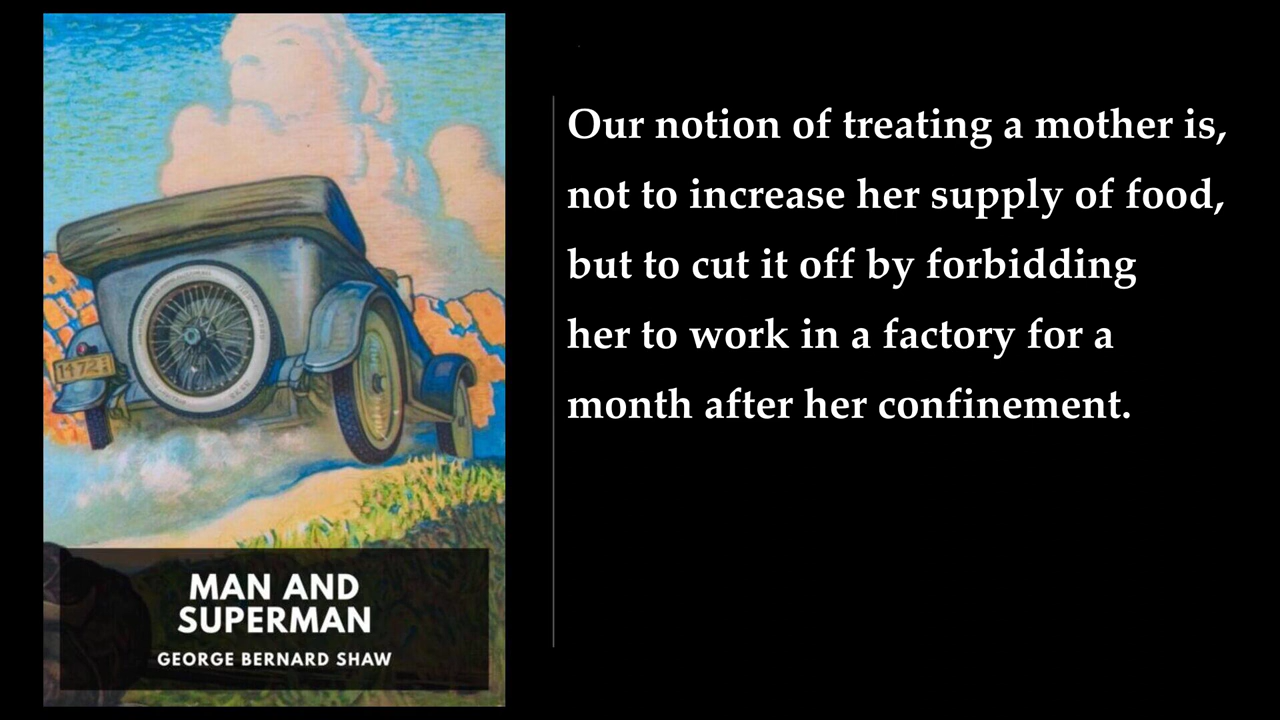 Our notion of treating a mother is,
not to increase her supply of food,
but to cut it off by forbidding
her to work in a factory for a
month after her confinement.
1472
MAN AND
SUPERMAN
GEORGE BERNARD SHAW